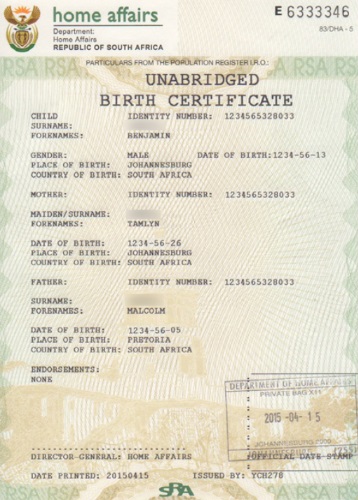 home affairs
Department:
Home Affairs
REPUBLIC OF SOUTH AFRICA
E 6333346
83/DHA - 5
PARTICULARS FROM THE POPULATION REGISTER I.R.O.:
UNABRIDGED
BIRTH CERTIFICATE
CHILD IDENTITY NUMBER: 1234565328033
SURNAME:
FORENAMES: BENJAMIN
GENDER: MALE DATE OF BIRTH:1234-56-13
PLACE OF BIRTH: JOHANNESBURG
COUNTRY OF BIRTH: SOUTH AFRICA
MOTHER: IDENTITY NUMBER: 1234565328033
MAIDEN/SURNAME:
FORENAMES: TAMLYN
DATE OF BIRTH: 1234-56-26
PLACE OF BIRTH: JOHANNESBURG
COUNTRY OF BIRTH: SOUTH AFRICA
FATHER: IDENTITY NUMBER: 1234565328033
SURNAME:
FORENAMES: MALCOLM
DATE OF BIRTH: 1234-56-05
PLACE OF BIRTH: PRETORIA
COUNTRY OF BIRTH: SOUTH AFRICA
ENDORSEMENTS:
NONE
DEPARTMENT OF HOME AFFAIRS
PRIVATE BAG X11
2015 -04- 15
JOHANNESBURG 2000
DIRECTOR-GENERAL: HOME AFFAIRS OFFICIAL DATE STAMP
DATE PRINTED: 20150415 ISSUED BY: YCH278
RSA